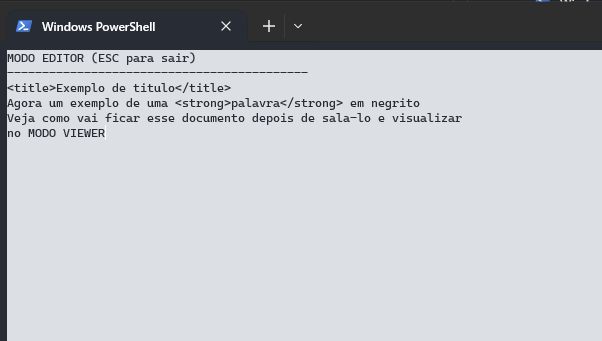 Windows PowerShell
MODO EDITOR (ESC para sair)
-------------------------------------------
<title>Exemplo de titulo</title>
Agora um exemplo de uma <strong>palavra</strong> em negrito
Veja como vai ficar esse documento depois de sala-lo e visualizar
no MODO VIEWER